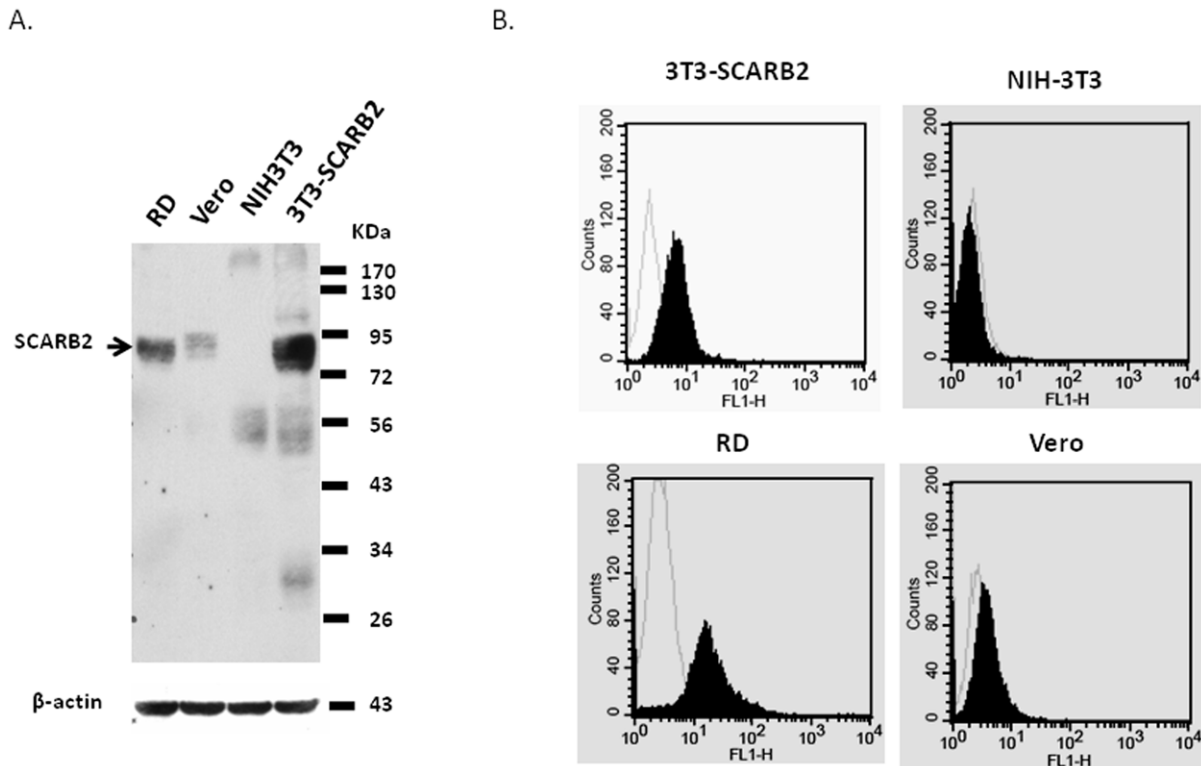 A.
B.
RD
Vero
NIH3T3
3T3-SCARB2
KDa
170
130
SCARB2
95
72
56
43
34
26
β-actin
43
3T3-SCARB2
200
160
120
80
40
0
Counts
10⁰ 10¹ 10² 10³ 10⁴
FL1-H
NIH-3T3
200
160
120
80
40
0
Counts
10⁰ 10¹ 10² 10³ 10⁴
FL1-H
RD
200
160
120
80
40
0
Counts
10⁰ 10¹ 10² 10³ 10⁴
FL1-H
Vero
200
160
120
80
40
0
Counts
10⁰ 10¹ 10² 10³ 10⁴
FL1-H